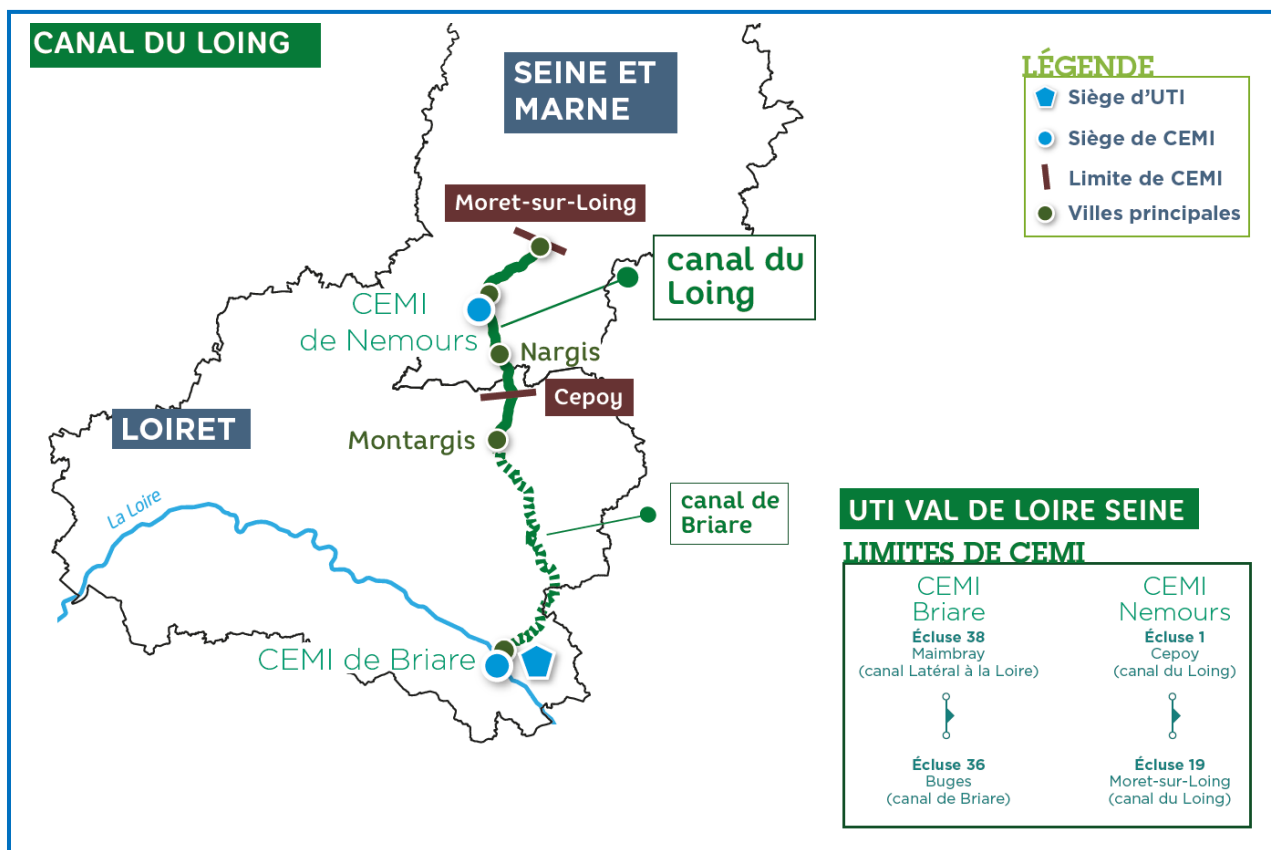 CANAL DU LOING
SEINE ET
MARNE
LÉGENDE
Siège d'UTI
Siège de CEMI
Limite de CEMI
Villes principales
Moret-sur-Loing
canal du
Loing
CEMI
de Nemours
Nargis
Cepoy
LOIRET
Montargis
La Loire
canal de
Briare
CEMI de Briare
UTI VAL DE LOIRE SEINE
LIMITES DE CEMI
CEMI
Briare
Écluse 38
Maimbray
(canal Latéral à la Loire)
Écluse 36
Buges
(canal de Briare)
CEMI
Nemours
Écluse 1
Cepoy
(canal du Loing)
Écluse 19
Moret-sur-Loing
(canal du Loing)